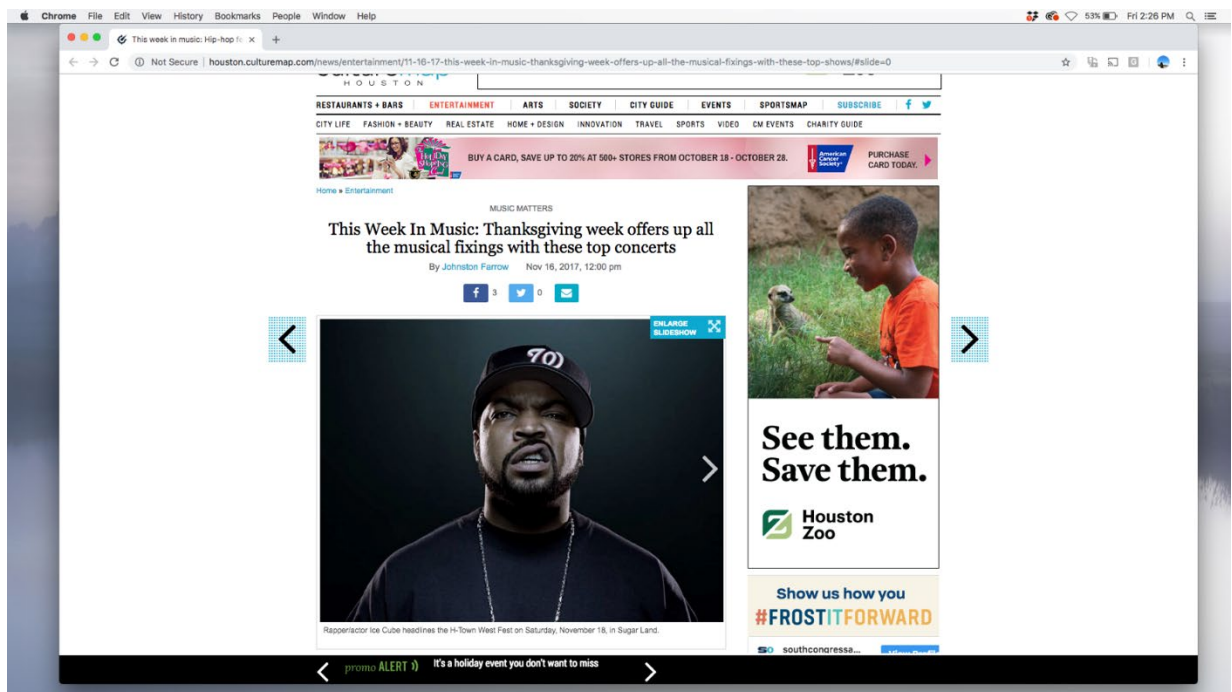 Chrome File Edit View History Bookmarks People Window Help
53% Fri 2:26 PM
This week in music: Hip-hop fe
Not Secure | houston.culturemap.com/news/entertainment/11-16-17-this-week-in-music-thanksgiving-week-offers-up-all-the-musical-fixings-with-these-top-shows/#slide=0
HOUSTON
RESTAURANTS + BARS ENTERTAINMENT ARTS SOCIETY CITY GUIDE EVENTS SPORTSMAP SUBSCRIBE
CITY LIFE FASHION + BEAUTY REAL ESTATE HOME + DESIGN INNOVATION TRAVEL SPORTS VIDEO CM EVENTS CHARITY GUIDE
BUY A CARD, SAVE UP TO 20% AT 500+ STORES FROM OCTOBER 18 - OCTOBER 28.
American
Cancer
Society
PURCHASE
CARD TODAY.
Home » Entertainment
MUSIC MATTERS
This Week In Music: Thanksgiving week offers up all
the musical fixings with these top concerts
By Johnston Farrow Nov 16, 2017, 12:00 pm
3 0
ENLARGE
SLIDESHOW
Rapper/actor Ice Cube headlines the H-Town West Fest on Saturday, November 18, in Sugar Land.
See them.
Save them.
Houston
Zoo
Show us how you
#FROSTITFORWARD
southcongressa...
promo ALERT It's a holiday event you don't want to miss